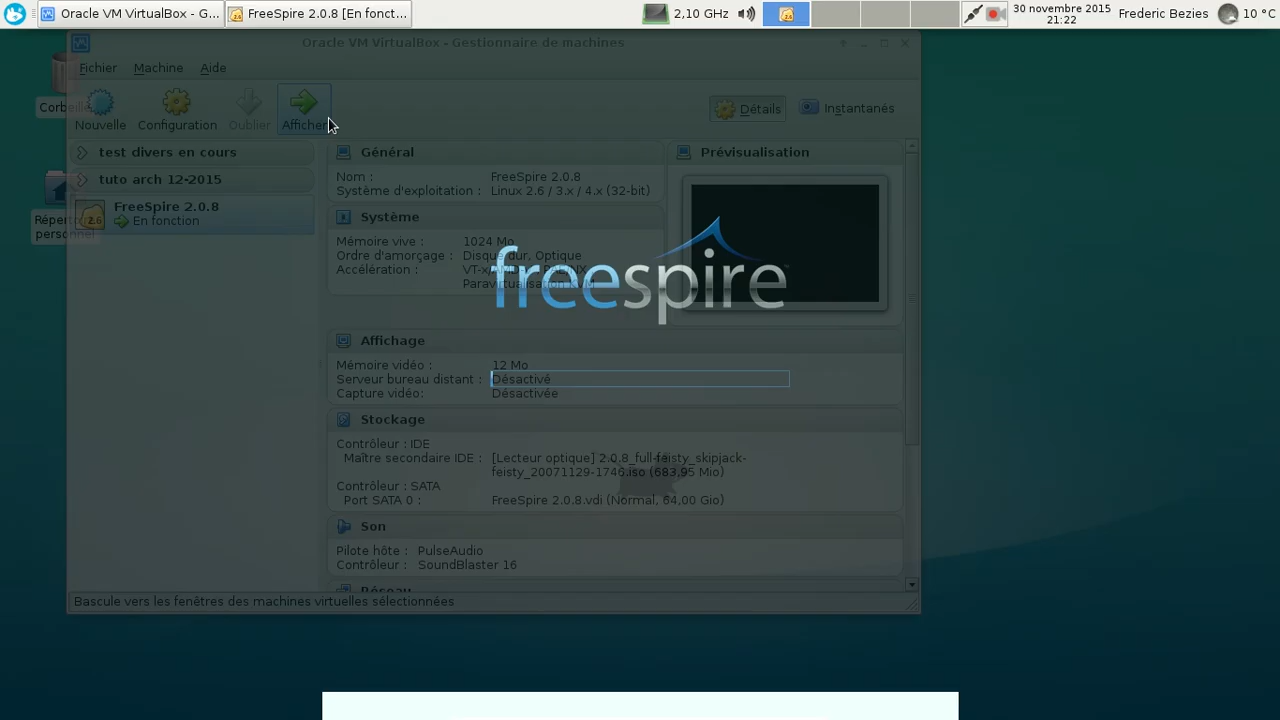 Oracle VM VirtualBox - G...
FreeSpire 2.0.8 [En fonct...
2,10 GHz
30 novembre 2015
21:22
Frederic Bezies
10 °C
Oracle VM VirtualBox - Gestionnaire de machines
Fichier Machine Aide
Nouvelle Configuration Oublier Afficher
Détails Instantanés
Corbeille
test divers en cours
tuto arch 12-2015
FreeSpire 2.0.8
2.6 En fonction
Répertoire
personnel
Général
Nom : FreeSpire 2.0.8
Système d'exploitation : Linux 2.6 / 3.x / 4.x (32-bit)
Prévisualisation
Système
Mémoire vive : 1024 Mo
Ordre d'amorçage : Disque dur, Optique
Accélération :
freespire
Affichage
Mémoire vidéo : 12 Mo
Serveur bureau distant : Désactivé
Capture vidéo: Désactivée
Stockage
Contrôleur : IDE
Maître secondaire IDE : [Lecteur optique] 2.0.8_full-feisty_skipjack-
feisty_20071129-1746.iso (683,95 Mio)
Contrôleur : SATA
Port SATA 0 : FreeSpire 2.0.8.vdi (Normal, 64,00 Gio)
Son
Pilote hôte : PulseAudio
Contrôleur : SoundBlaster 16
Réseau
Bascule vers les fenêtres des machines virtuelles sélectionnées